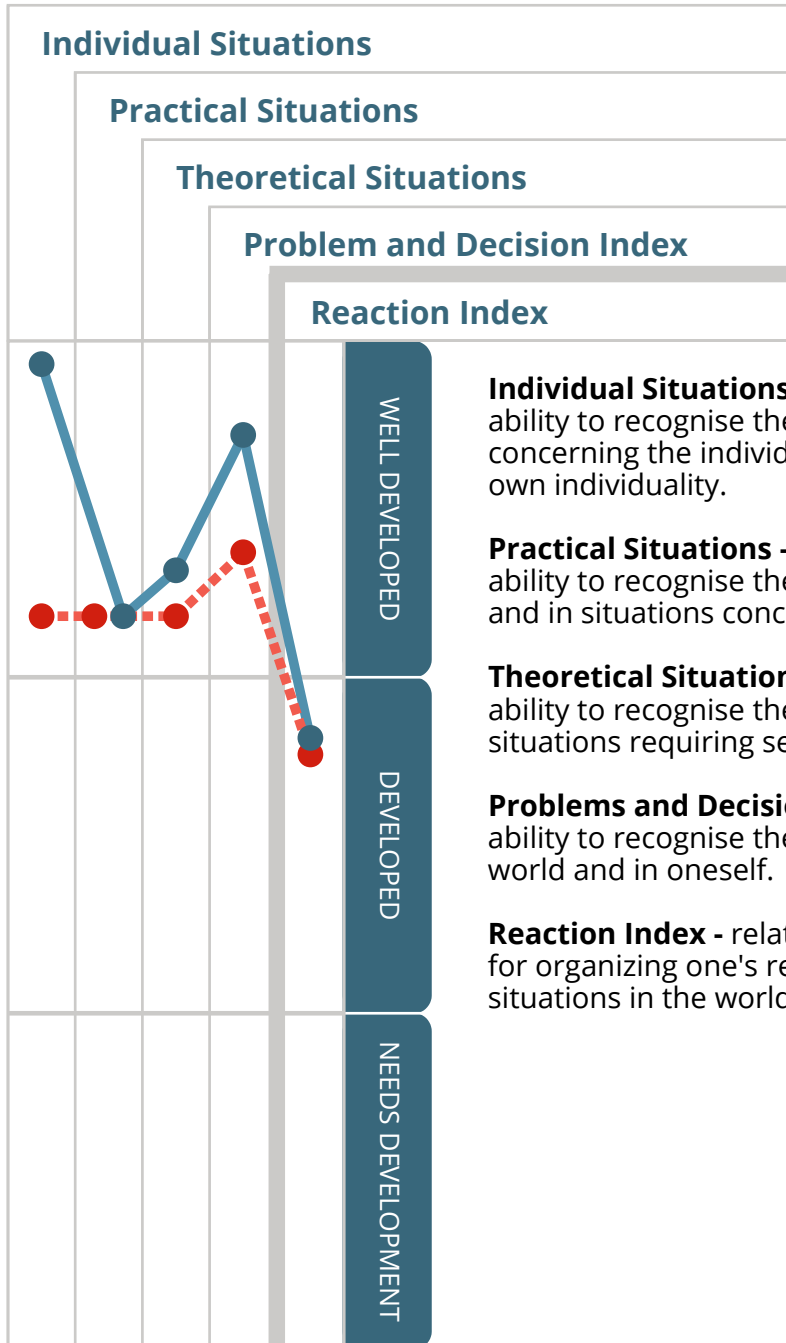 Individual Situations
Practical Situations
Theoretical Situations
Problem and Decision Index
Reaction Index
WELL DEVELOPED
DEVELOPED
NEEDS DEVELOPMENT
Individual Situations
ability to recognise the
concerning the individ
own individuality.
Practical Situations -
ability to recognise the
and in situations conc
Theoretical Situation
ability to recognise the
situations requiring se
Problems and Decisio
ability to recognise the
world and in oneself.
Reaction Index - relat
for organizing one's re
situations in the world